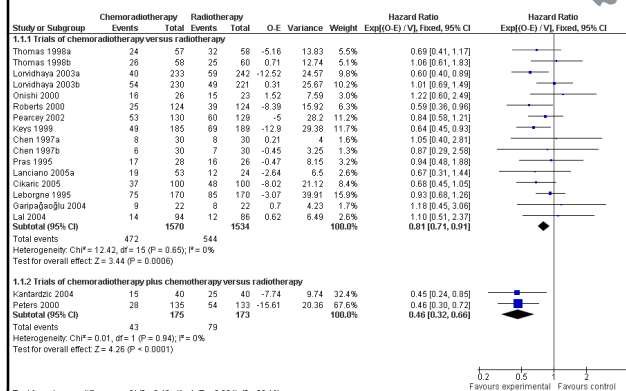 Chemoradiotherapy Radiotherapy Hazard Ratio Hazard Ratio
Study or Subgroup Events Total Events Total O-E Variance Weight Exp[(O-E) / V], Fixed, 95% CI Exp[(O-E) / V], Fixed, 95% CI
1.1.1 Trials of chemoradiotherapy versus radiotherapy
Thomas 1998a 24 57 32 58 -5.16 13.83 5.5% 0.69 [0.41, 1.17]
Thomas 1998b 26 58 25 60 0.71 12.74 5.1% 1.06 [0.61, 1.83]
Lorvidhaya 2003a 40 233 59 242 -12.52 24.57 9.9% 0.60 [0.40, 0.89]
Lorvidhaya 2003b 54 230 49 221 0.31 25.67 10.3% 1.01 [0.69, 1.49]
Onishi 2000 16 26 15 23 1.52 7.59 3.0% 1.22 [0.60, 2.49]
Roberts 2000 25 124 39 124 -8.39 15.92 6.4% 0.59 [0.36, 0.96]
Pearcey 2002 53 130 60 129 -5 28.2 11.3% 0.84 [0.58, 1.21]
Keys 1999 49 185 69 189 -12.9 29.38 11.8% 0.64 [0.45, 0.93]
Chen 1997a 8 30 8 30 0.21 4 1.6% 1.05 [0.40, 2.81]
Chen 1997b 6 30 7 30 -0.45 3.25 1.3% 0.87 [0.29, 2.58]
Pras 1995 17 28 16 26 -0.47 8.15 3.3% 0.94 [0.48, 1.88]
Lanciano 2005a 19 53 12 24 -2.64 6.5 2.6% 0.67 [0.31, 1.44]
Cikaric 2005 37 100 48 100 -8.02 21.12 8.5% 0.68 [0.45, 1.05]
Leborgne 1995 75 170 85 170 -3.07 39.91 16.0% 0.93 [0.68, 1.26]
Garipağaoğlu 2004 9 22 8 22 0.7 4.23 1.7% 1.18 [0.45, 3.06]
Lal 2004 14 94 12 86 0.62 6.49 2.6% 1.10 [0.51, 2.37]
Subtotal (95% CI) 1570 1534 100.0% 0.81 [0.71, 0.91]
Total events 472 544
Heterogeneity: Chi² = 12.42, df = 15 (P = 0.65); I² = 0%
Test for overall effect: Z = 3.44 (P = 0.0006)
1.1.2 Trials of chemoradiotherapy plus chemotherapy versus radiotherapy
Kantardzic 2004 15 40 25 40 -7.74 9.74 32.4% 0.45 [0.24, 0.85]
Peters 2000 28 135 54 133 -15.61 20.36 67.6% 0.46 [0.30, 0.72]
Subtotal (95% CI) 175 173 100.0% 0.46 [0.32, 0.66]
Total events 43 79
Heterogeneity: Chi² = 0.01, df = 1 (P = 0.94); I² = 0%
Test for overall effect: Z = 4.26 (P < 0.0001)
0.2 0.5 1 2
Favours experimental Favours control